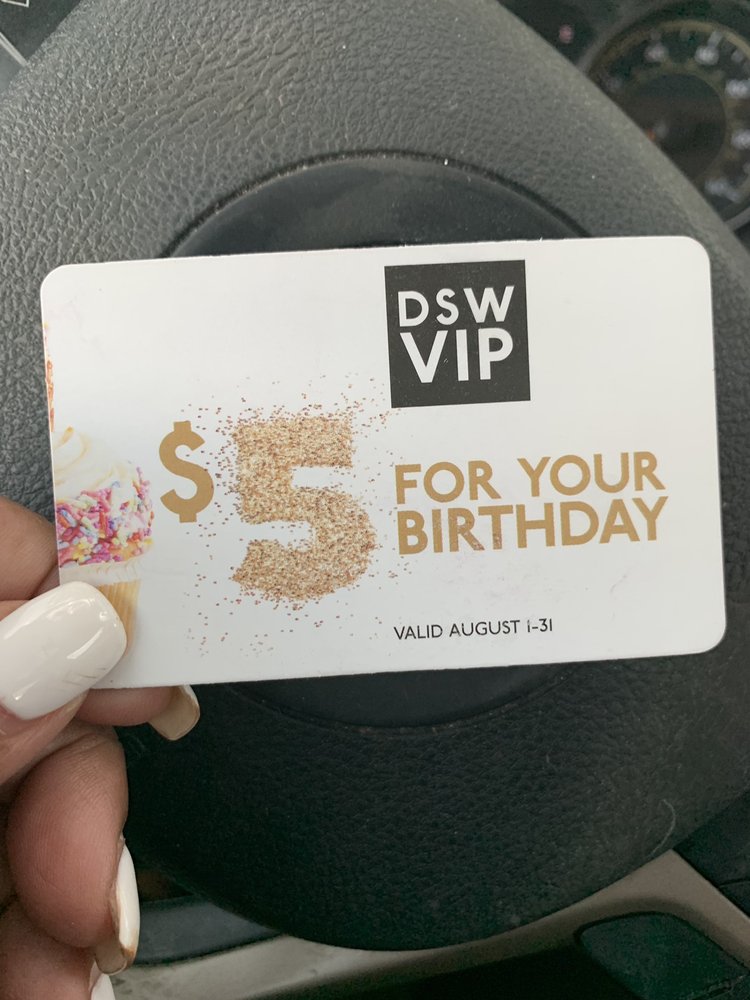 DSW
VIP
$5
FOR YOUR
BIRTHDAY
VALID AUGUST 1-31